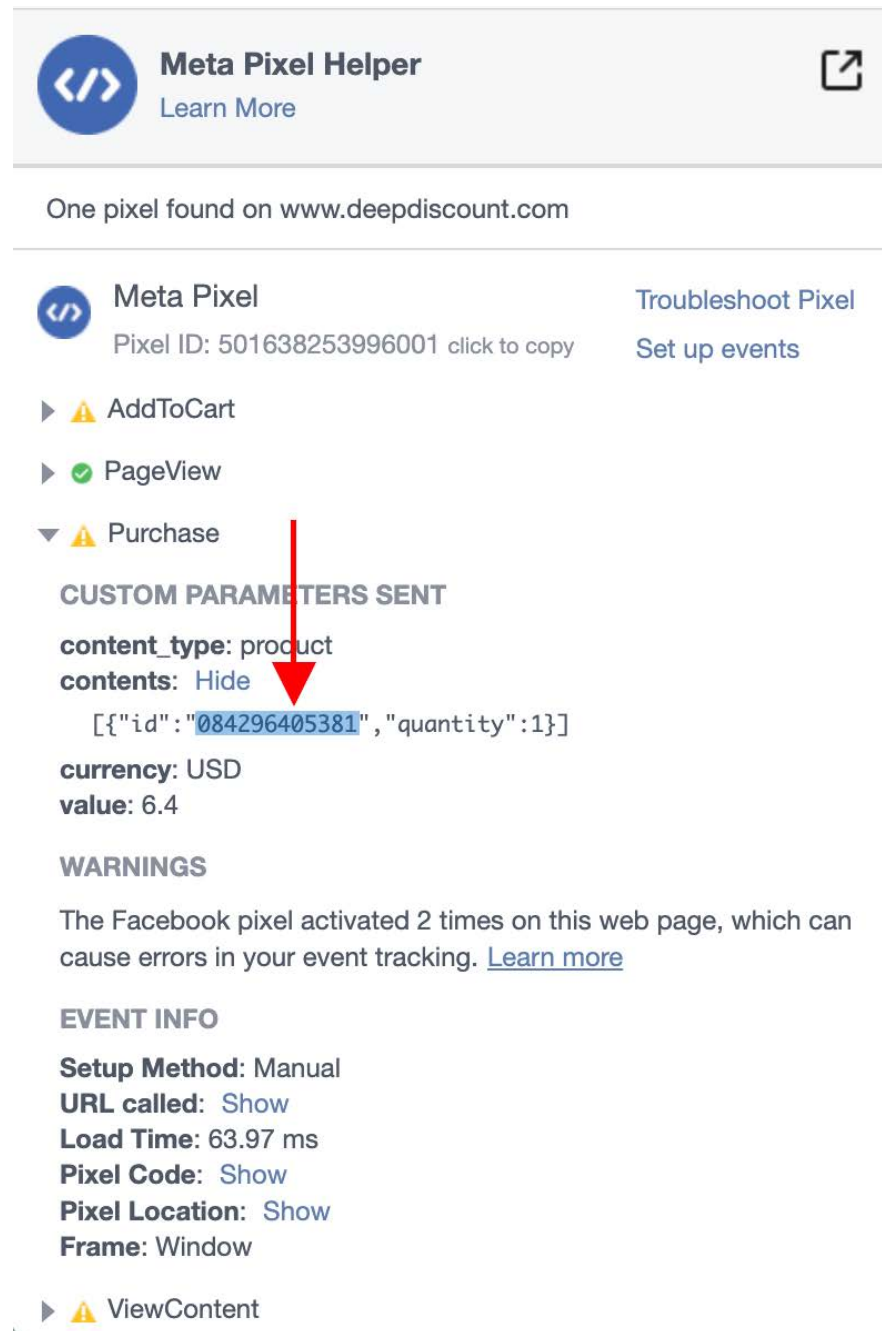 Meta Pixel Helper
Learn More
One pixel found on www.deepdiscount.com
Meta Pixel
Troubleshoot Pixel
Pixel ID: 501638253996001 click to copy
Set up events
AddToCart
PageView
Purchase
CUSTOM PARAMETERS SENT
content_type: product
contents: Hide
[{"id":"084296405381","quantity":1}]
currency: USD
value: 6.4
WARNINGS
The Facebook pixel activated 2 times on this web page, which can
cause errors in your event tracking. Learn more
EVENT INFO
Setup Method: Manual
URL called: Show
Load Time: 63.97 ms
Pixel Code: Show
Pixel Location: Show
Frame: Window
ViewContent